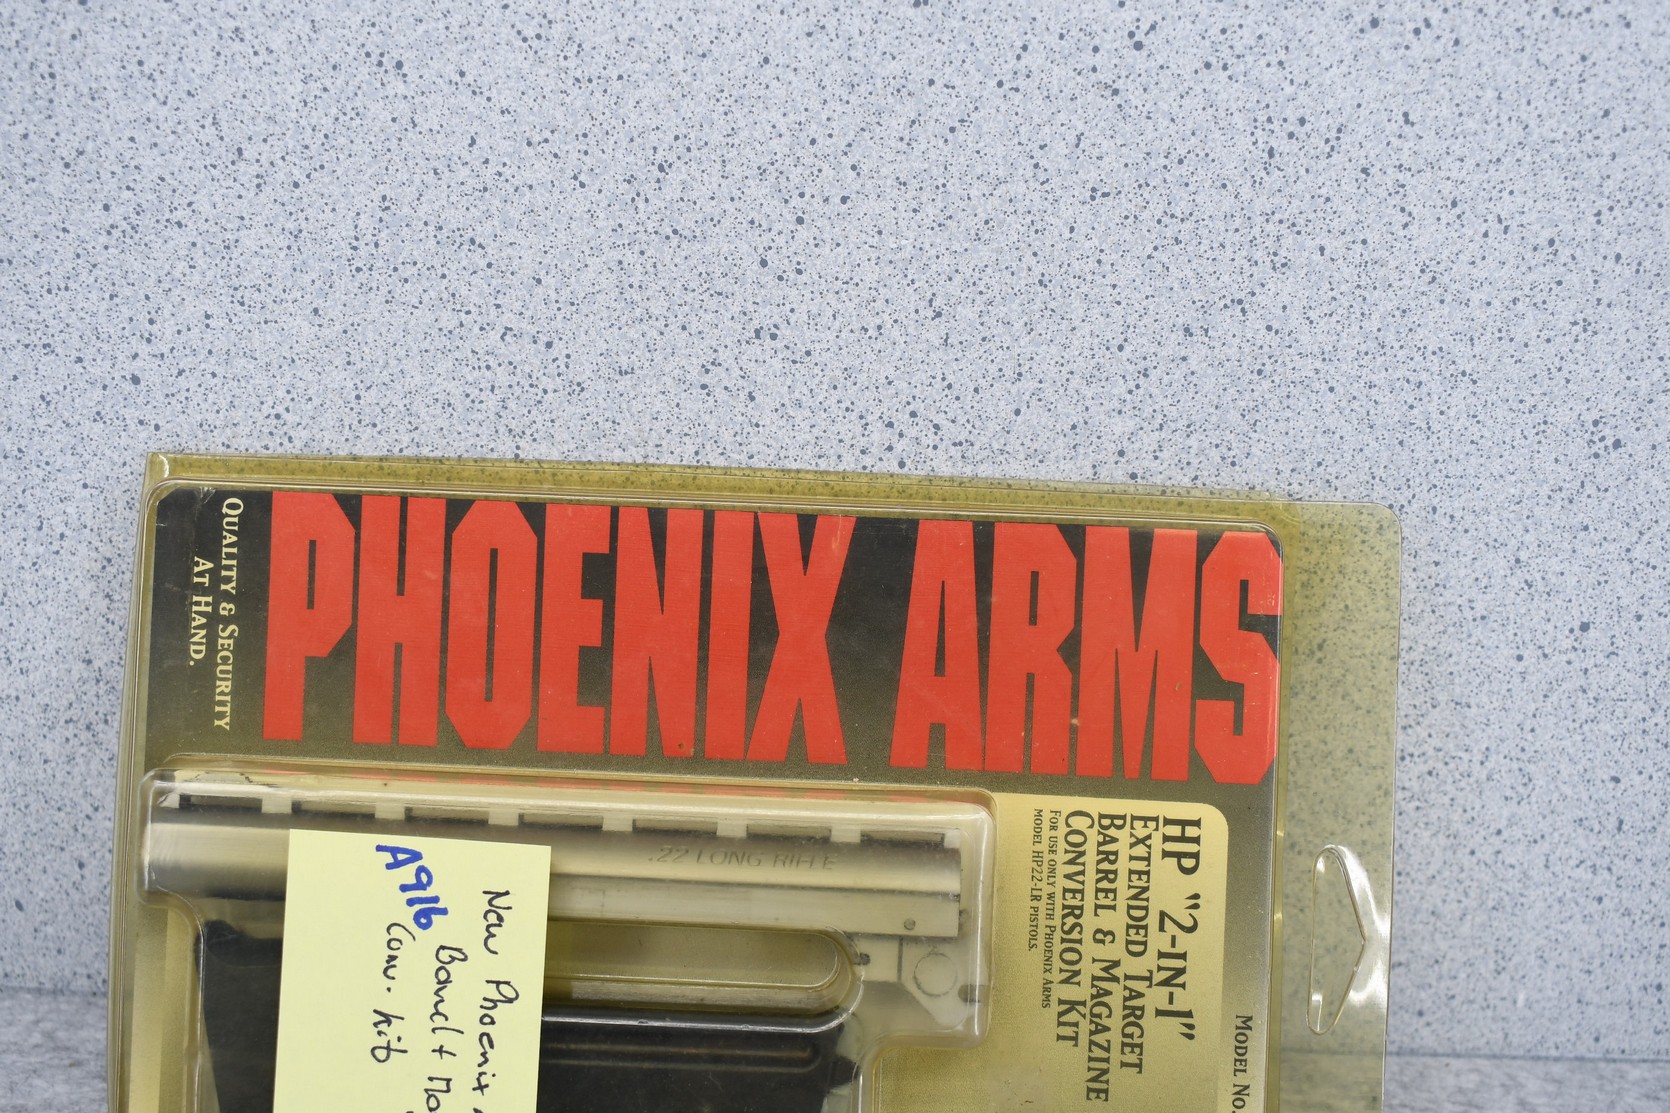 PHOENIX ARMS
QUALITY & SECURITY
AT HAND.
.22 LONG RIFLE
HP "2-IN-1"
EXTENDED TARGET
BARREL & MAGAZINE
CONVERSION KIT
FOR USE ONLY WITH PHOENIX ARMS
MODEL HP22-LR PISTOLS.
MODEL NO.
New Phoenix
Barrel +
Conv. kit
A916